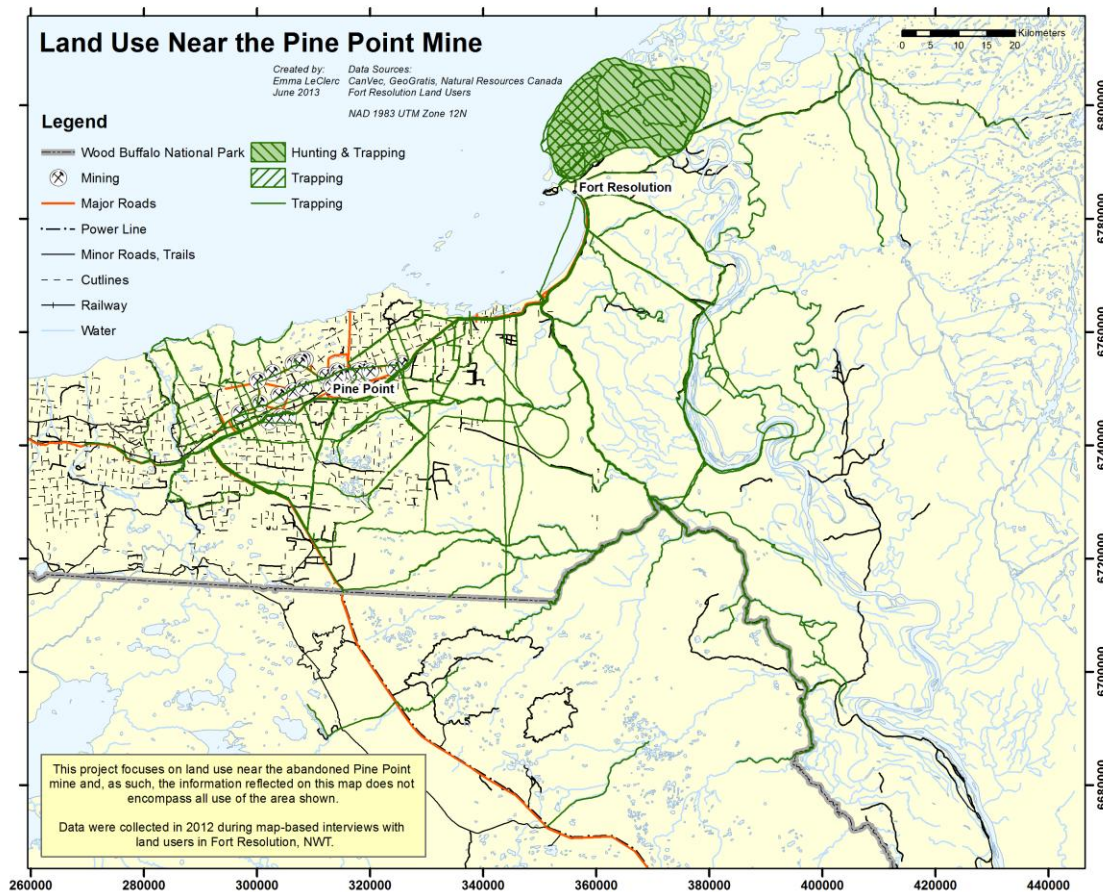 Land Use Near the Pine Point Mine
Created by:
Emma LeClerc
June 2013
Data Sources:
CanVec, GeoGratis, Natural Resources Canada
Fort Resolution Land Users
NAD 1983 UTM Zone 12N
Kilometers
0 5 10 15 20
Legend
Wood Buffalo National Park
Mining
Major Roads
Power Line
Minor Roads, Trails
Cutlines
Railway
Water
Hunting & Trapping
Trapping
Trapping
Fort Resolution
Pine Point
This project focuses on land use near the abandoned Pine Point
mine and, as such, the information reflected on this map does not
encompass all use of the area shown.
Data were collected in 2012 during map-based interviews with
land users in Fort Resolution, NWT.
6800000
6780000
6760000
6740000
6720000
6700000
6680000
260000 280000 300000 320000 340000 360000 380000 400000 420000 440000